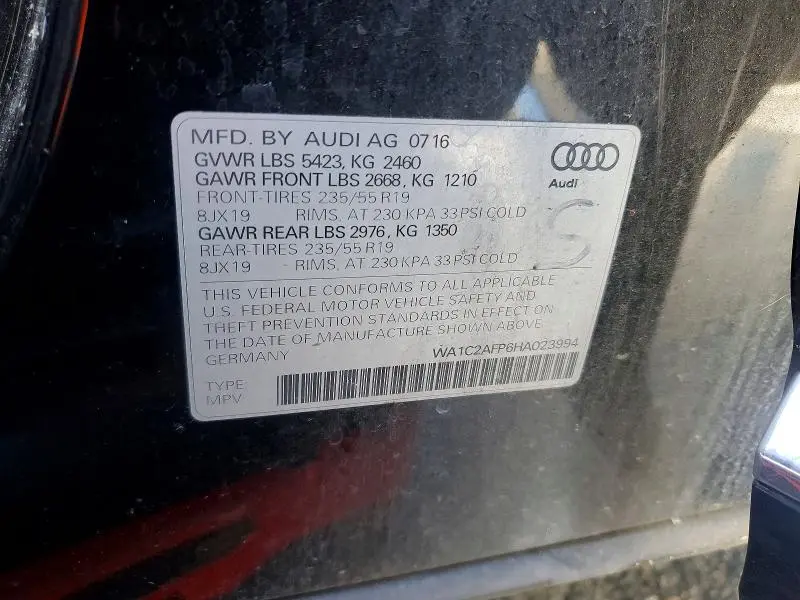 MFD. BY AUDI AG 07 16
GVWR LBS 5423, KG 2460
GAWR FRONT LBS 2668, KG 1210
FRONT-TIRES 235/55 R19
8JX19 RIMS, AT 230 KPA 33 PSI COLD
GAWR REAR LBS 2976, KG 1350
REAR-TIRES 235/55 R19
8JX19 RIMS, AT 230 KPA 33 PSI COLD
Audi
S
THIS VEHICLE CONFORMS TO ALL APPLICABLE
U.S. FEDERAL MOTOR VEHICLE SAFETY AND
THEFT PREVENTION STANDARDS IN EFFECT ON
THE DATE OF MANUFACTURE SHOWN ABOVE
GERMANY WA1C2AFP6HA023994
TYPE
MPV